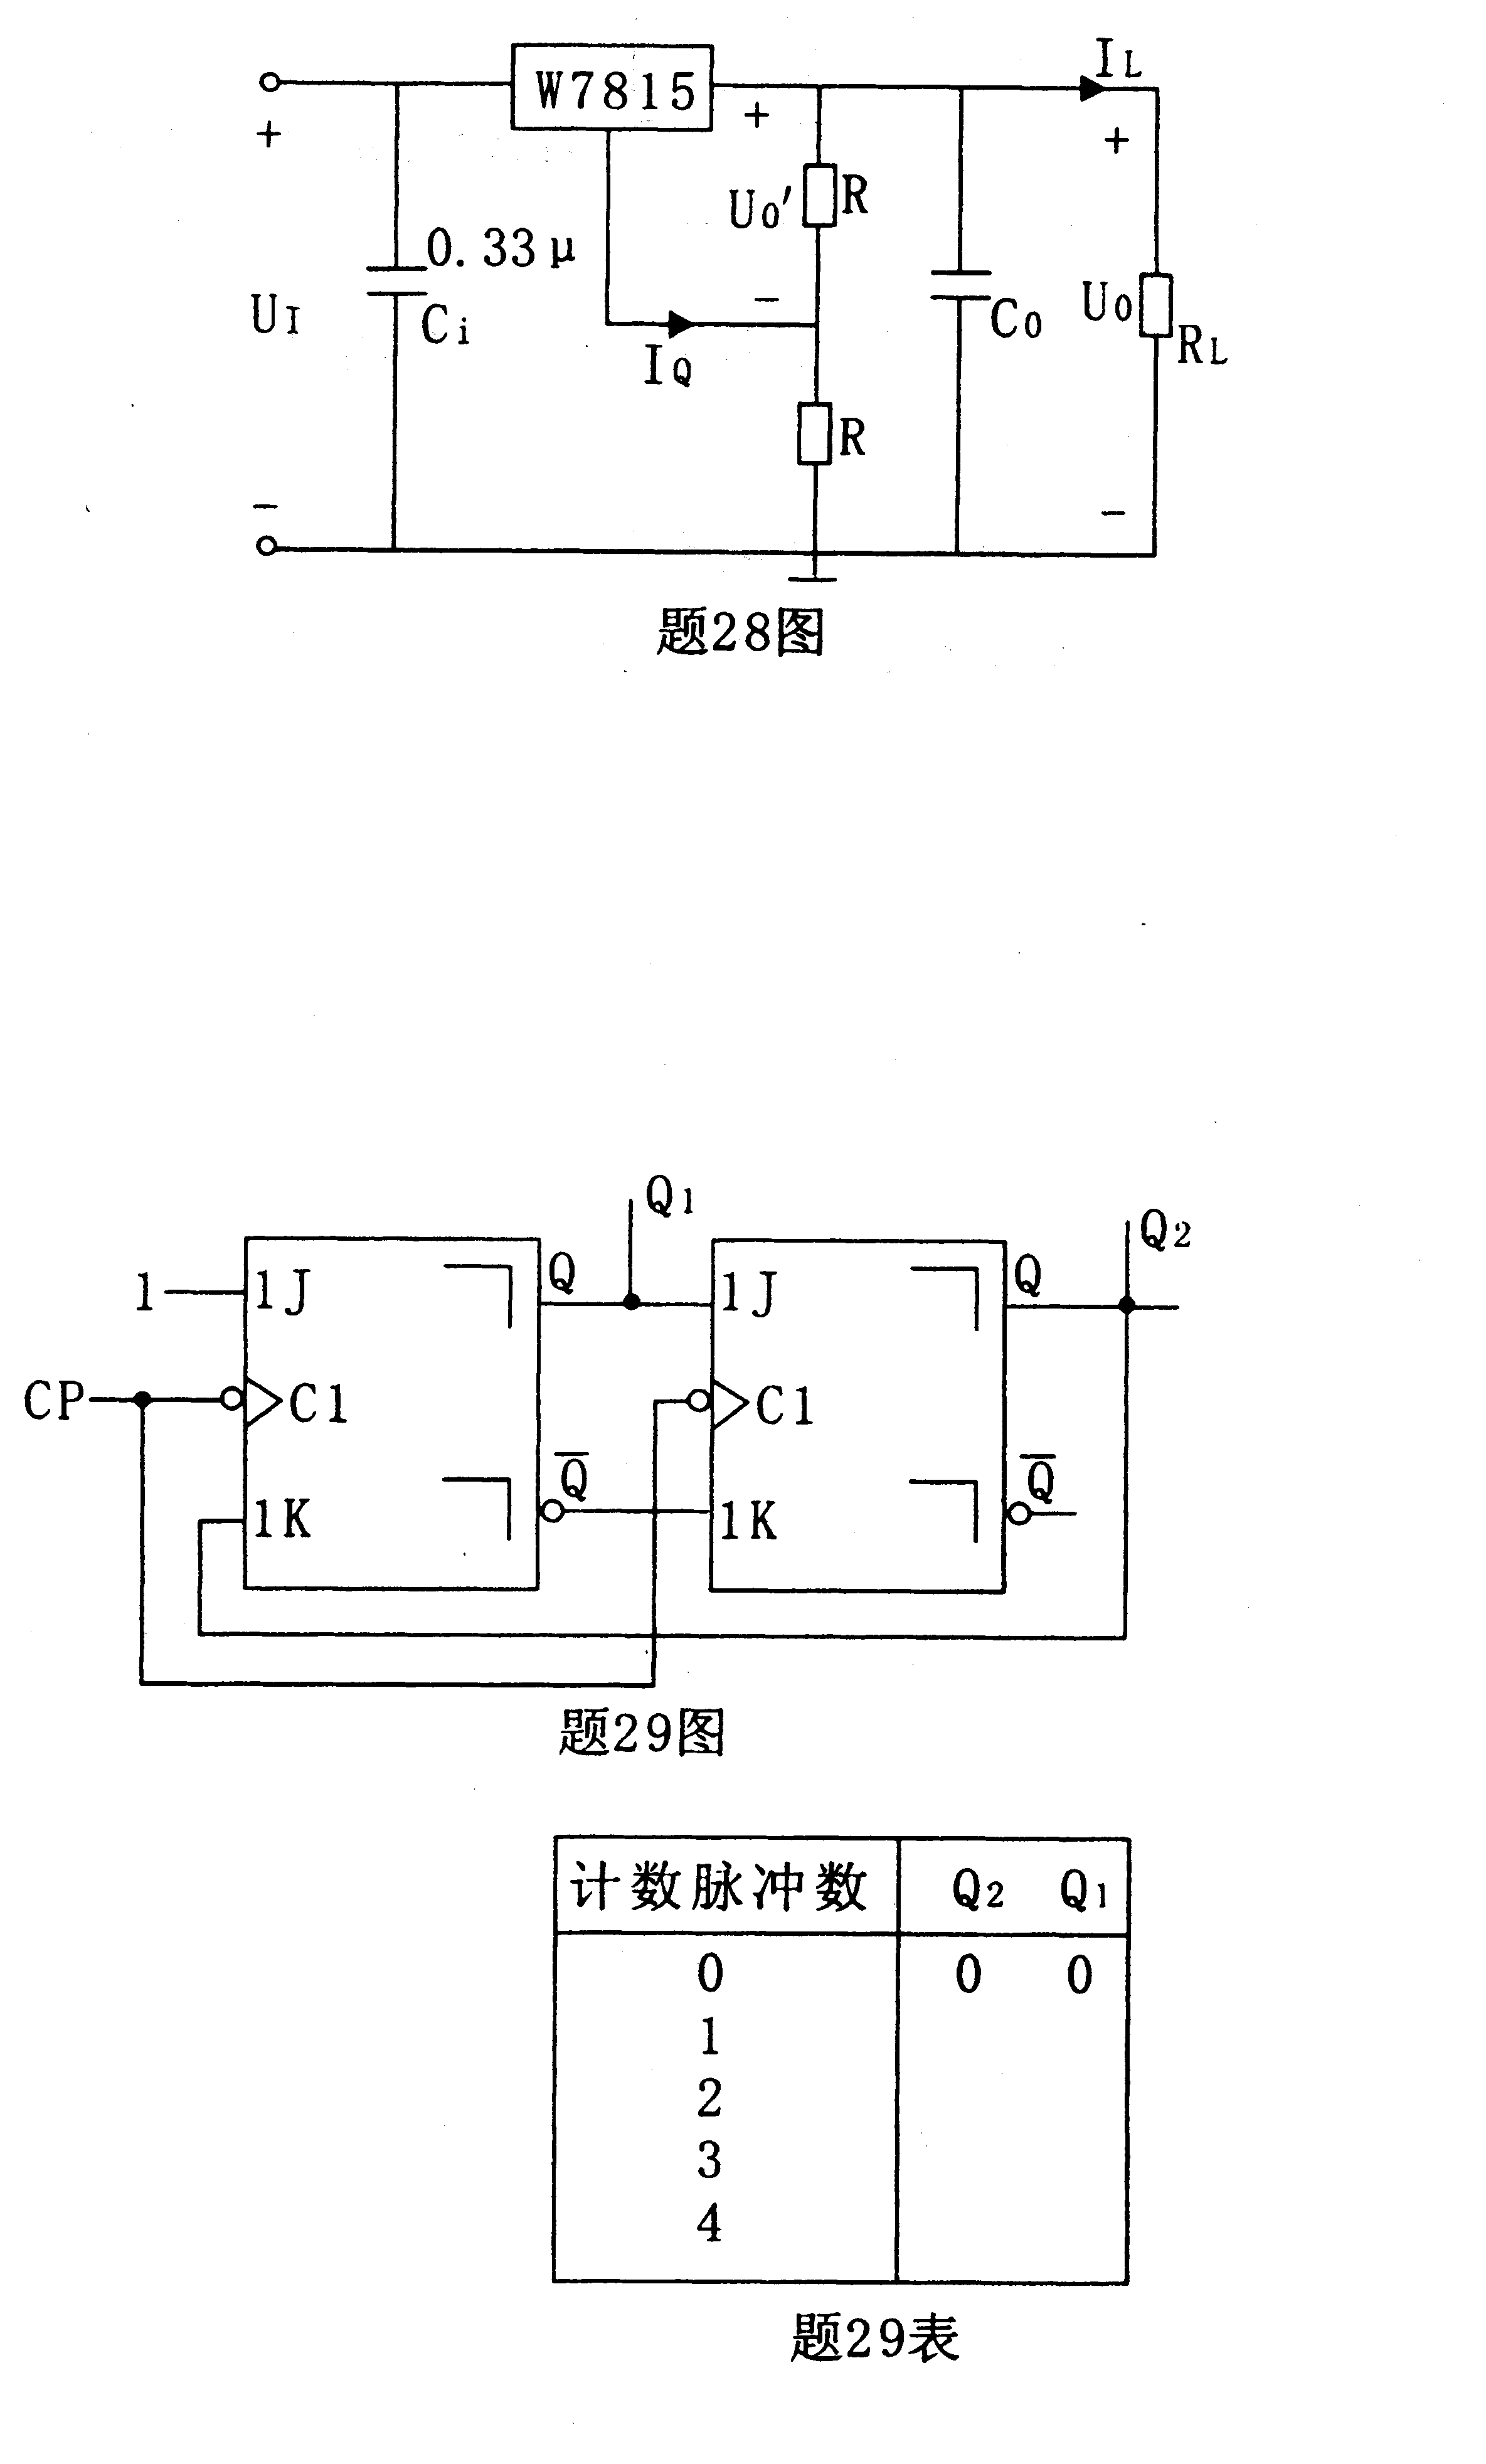 W7815
IL
+
+
+
U0′
R
0.33μ
Ci
UI
IQ
−
C0
U0
RL
R
−
−
题28图
Q1
Q2
1
1J
Q
1J
Q
CP
C1
C1
1K
Q̅
1K
Q̅
题29图
计数脉冲数 Q2 Q1
0 0 0
1
2
3
4
题29表